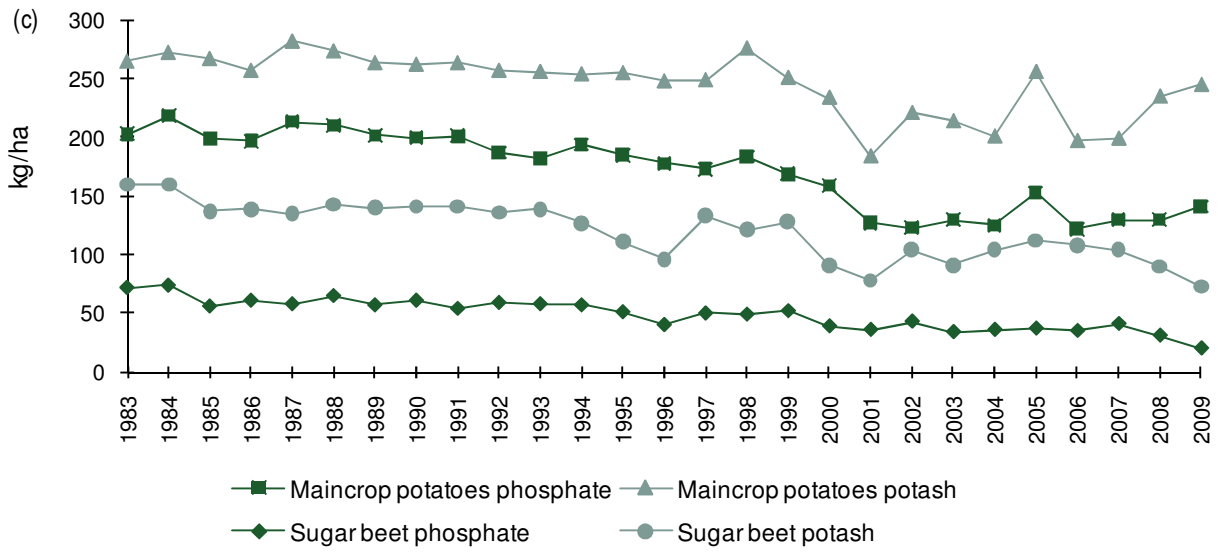 (c)
300
250
200
150
100
50
0
kg/ha
1983 1984 1985 1986 1987 1988 1989 1990 1991 1992 1993 1994 1995 1996 1997 1998 1999 2000 2001 2002 2003 2004 2005 2006 2007 2008 2009
Maincrop potatoes phosphate Maincrop potatoes potash
Sugar beet phosphate Sugar beet potash